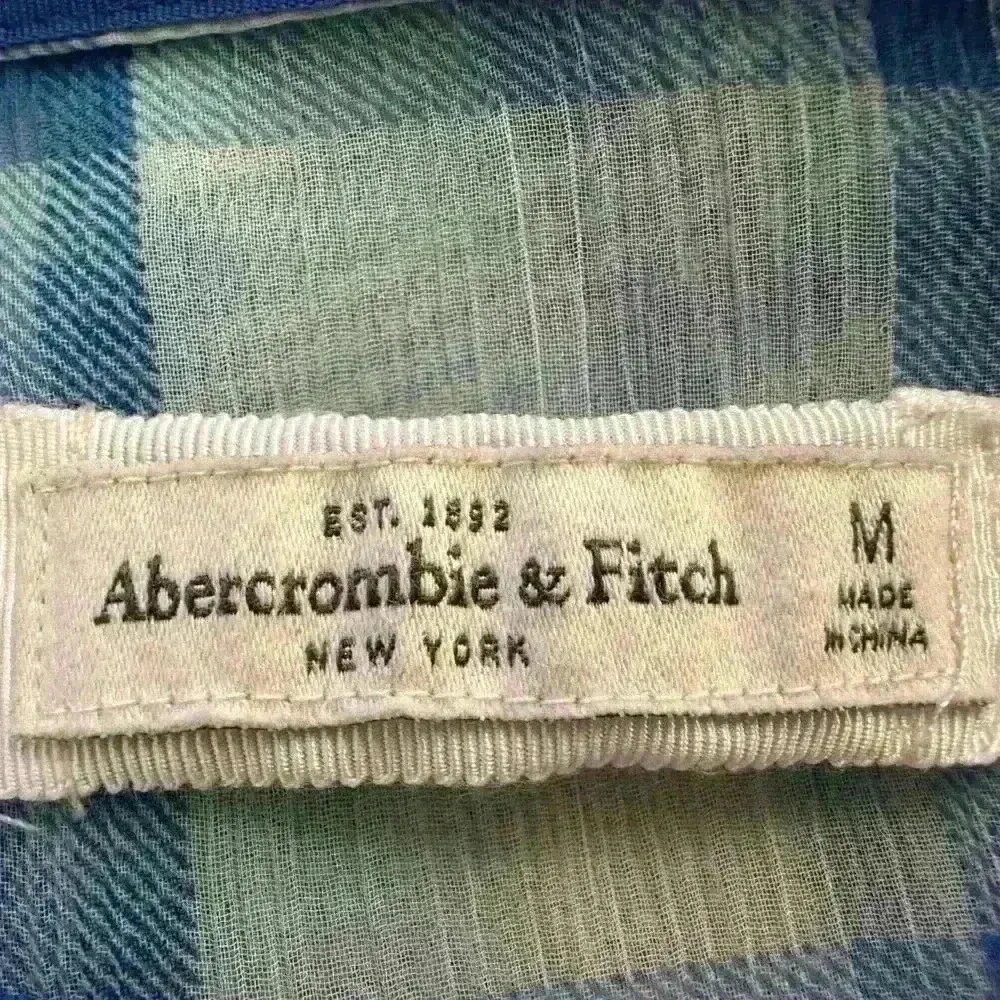 EST. 1892
Abercrombie & Fitch
NEW YORK
M
MADE
IN CHINA